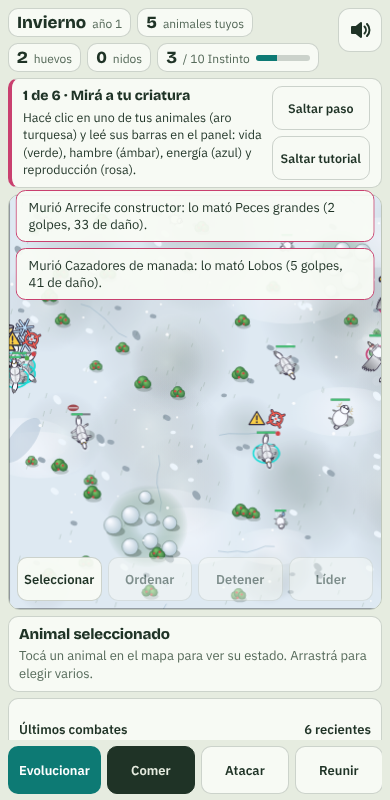 Invierno año 1
5 animales tuyos
2 huevos
0 nidos
3 / 10 Instinto
1 de 6 · Mirá a tu criatura
Hacé clic en uno de tus animales (aro
turquesa) y leé sus barras en el panel: vida
(verde), hambre (ámbar), energía (azul) y
reproducción (rosa).
Saltar paso
Saltar tutorial
Murió Arrecife constructor: lo mató Peces grandes (2
golpes, 33 de daño).
Murió Cazadores de manada: lo mató Lobos (5 golpes,
41 de daño).
Seleccionar
Ordenar
Detener
Líder
Animal seleccionado
Tocá un animal en el mapa para ver su estado. Arrastrá para
elegir varios.
Últimos combates
6 recientes
Evolucionar
Comer
Atacar
Reunir